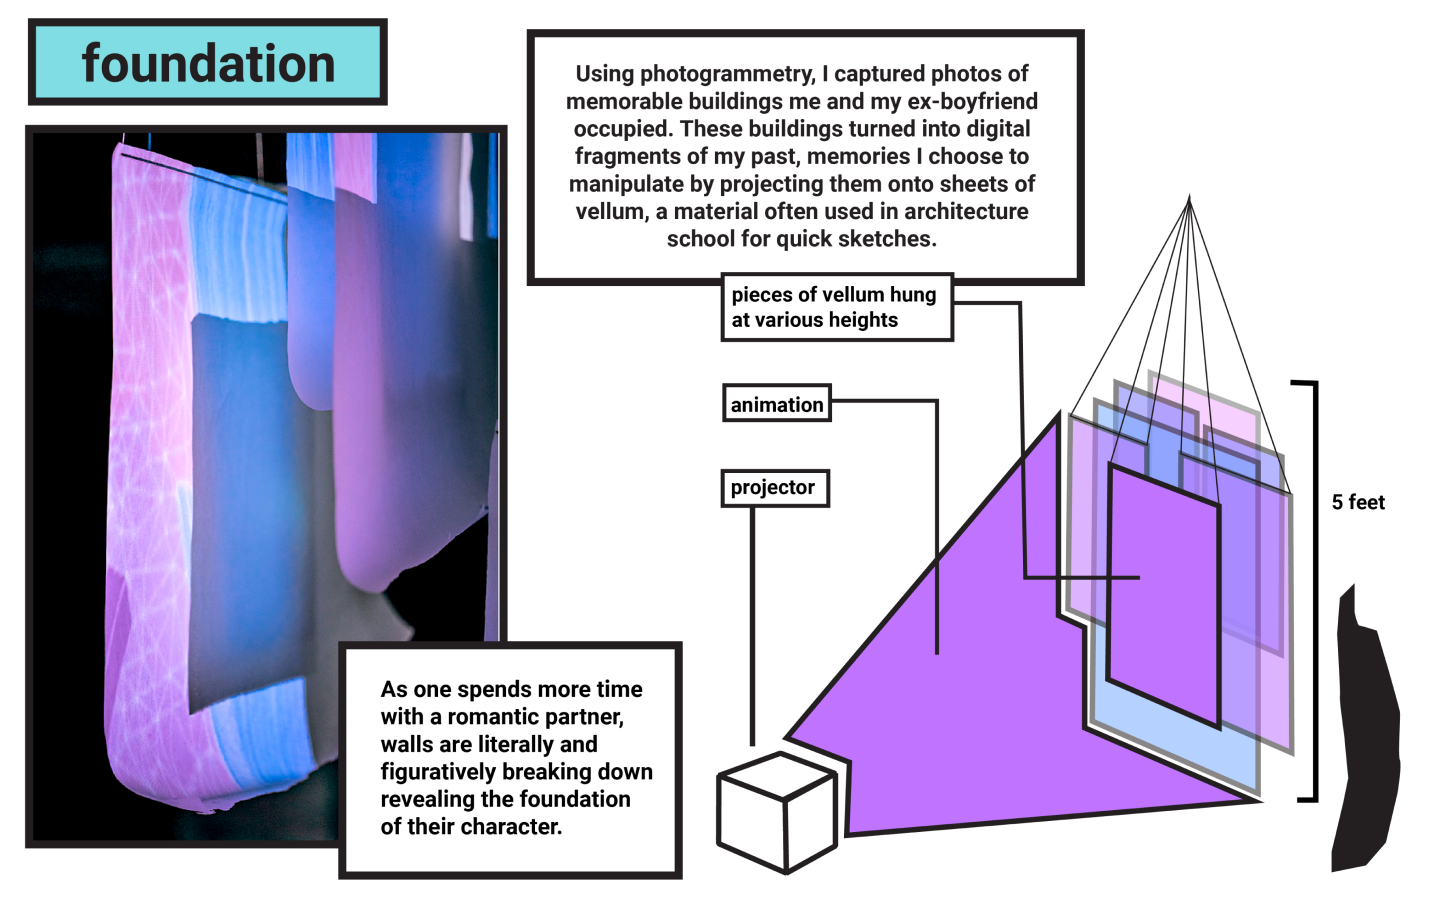 foundation
Using photogrammetry, I captured photos of
memorable buildings me and my ex-boyfriend
occupied. These buildings turned into digital
fragments of my past, memories I choose to
manipulate by projecting them onto sheets of
vellum, a material often used in architecture
school for quick sketches.
pieces of vellum hung
at various heights
animation
projector
5 feet
As one spends more time
with a romantic partner,
walls are literally and
figuratively breaking down
revealing the foundation
of their character.